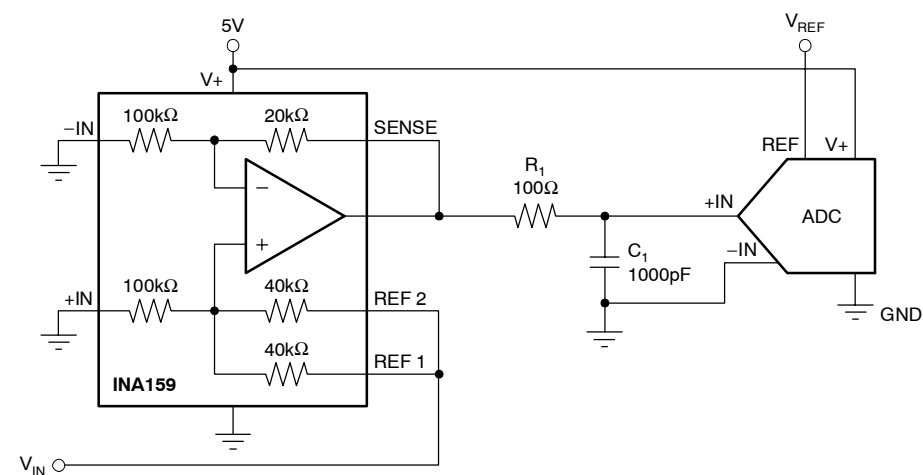 5V
V+
VREF
100kΩ
20kΩ
−IN
SENSE
−
+
R1
100Ω
REF
V+
+IN
ADC
−IN
C1
1000pF
GND
100kΩ
40kΩ
+IN
REF 2
40kΩ
REF 1
INA159
VIN